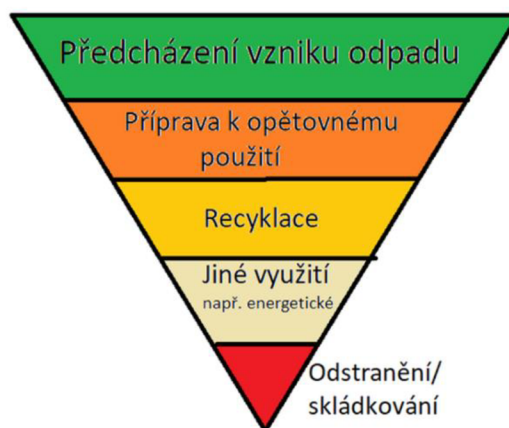 Předcházení vzniku odpadu
Příprava k opětovnému
použití
Recyklace
Jiné využití
např. energetické
Odstranění/
skládkování